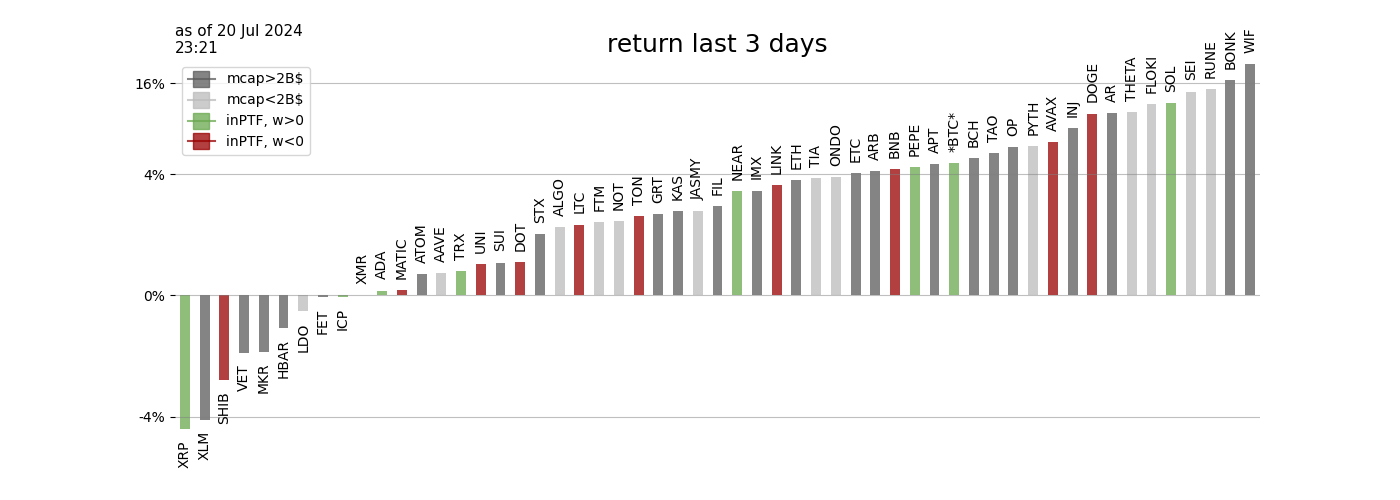 as of 20 Jul 2024
23:21
return last 3 days
mcap>2B$
mcap<2B$
inPTF, w>0
inPTF, w<0
16%
4%
0%
-4%
XRP
XLM
SHIB
VET
MKR
HBAR
LDO
FET
ICP
XMR
ADA
MATIC
ATOM
AAVE
TRX
UNI
SUI
DOT
STX
ALGO
LTC
FTM
NOT
TON
GRT
KAS
JASMY
FIL
NEAR
IMX
LINK
ETH
TIA
ONDO
ETC
ARB
BNB
PEPE
APT
*BTC*
BCH
TAO
OP
PYTH
AVAX
INJ
DOGE
AR
THETA
FLOKI
SOL
SEI
RUNE
BONK
WIF